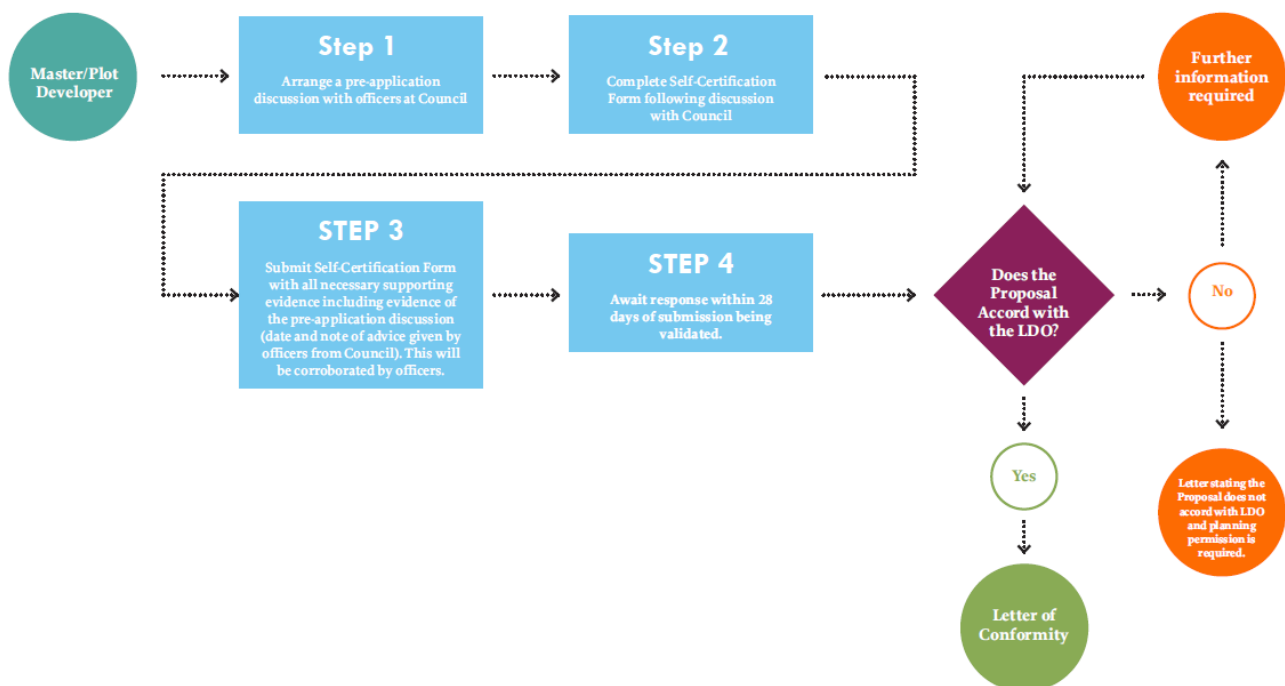 Master/Plot
Developer
Step 1
Arrange a pre-application
discussion with officers at Council
Step 2
Complete Self-Certification
Form following discussion
with Council
Further
information
required
STEP 3
Submit Self-Certification Form
with all necessary supporting
evidence including evidence of
the pre-application discussion
(date and note of advice given by
officers from Council). This will
be corroborated by officers.
STEP 4
Await response within 28
days of submission being
validated.
Does the
Proposal
Accord with
the LDO?
No
Yes
Letter stating the
Proposal does not
accord with LDO
and planning
permission is
required.
Letter of
Conformity